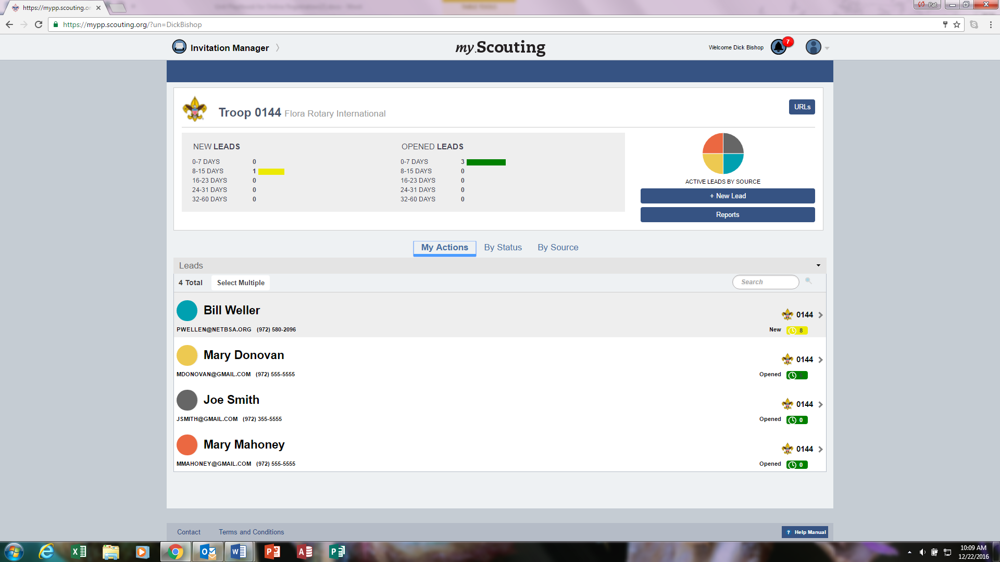 https://mypp.scouting.or
Pat
https://mypp.scouting.org/?un=DickBishop
Invitation Manager
my.Scouting
Welcome Dick Bishop
7
Troop 0144 Flora Rotary International
URLs
NEW LEADS
0-7 DAYS 0
8-15 DAYS 1
16-23 DAYS 0
24-31 DAYS 0
32-60 DAYS 0
OPENED LEADS
0-7 DAYS 3
8-15 DAYS 0
16-23 DAYS 0
24-31 DAYS 0
32-60 DAYS 0
ACTIVE LEADS BY SOURCE
+ New Lead
Reports
My Actions By Status By Source
Leads
4 Total Select Multiple Search
Bill Weller
0144
PWELLEN@NETBSA.ORG (972) 580-2096
New 8
Mary Donovan
0144
MDONOVAN@GMAIL.COM (972) 555-5555
Opened
Joe Smith
0144
JSMITH@GMAIL.COM (972) 355-5555
Opened 0
Mary Mahoney
0144
MMAHONEY@GMAIL.COM (972) 555-5555
Opened 0
Contact Terms and Conditions
? Help Manual
10:09 AM
12/22/2016